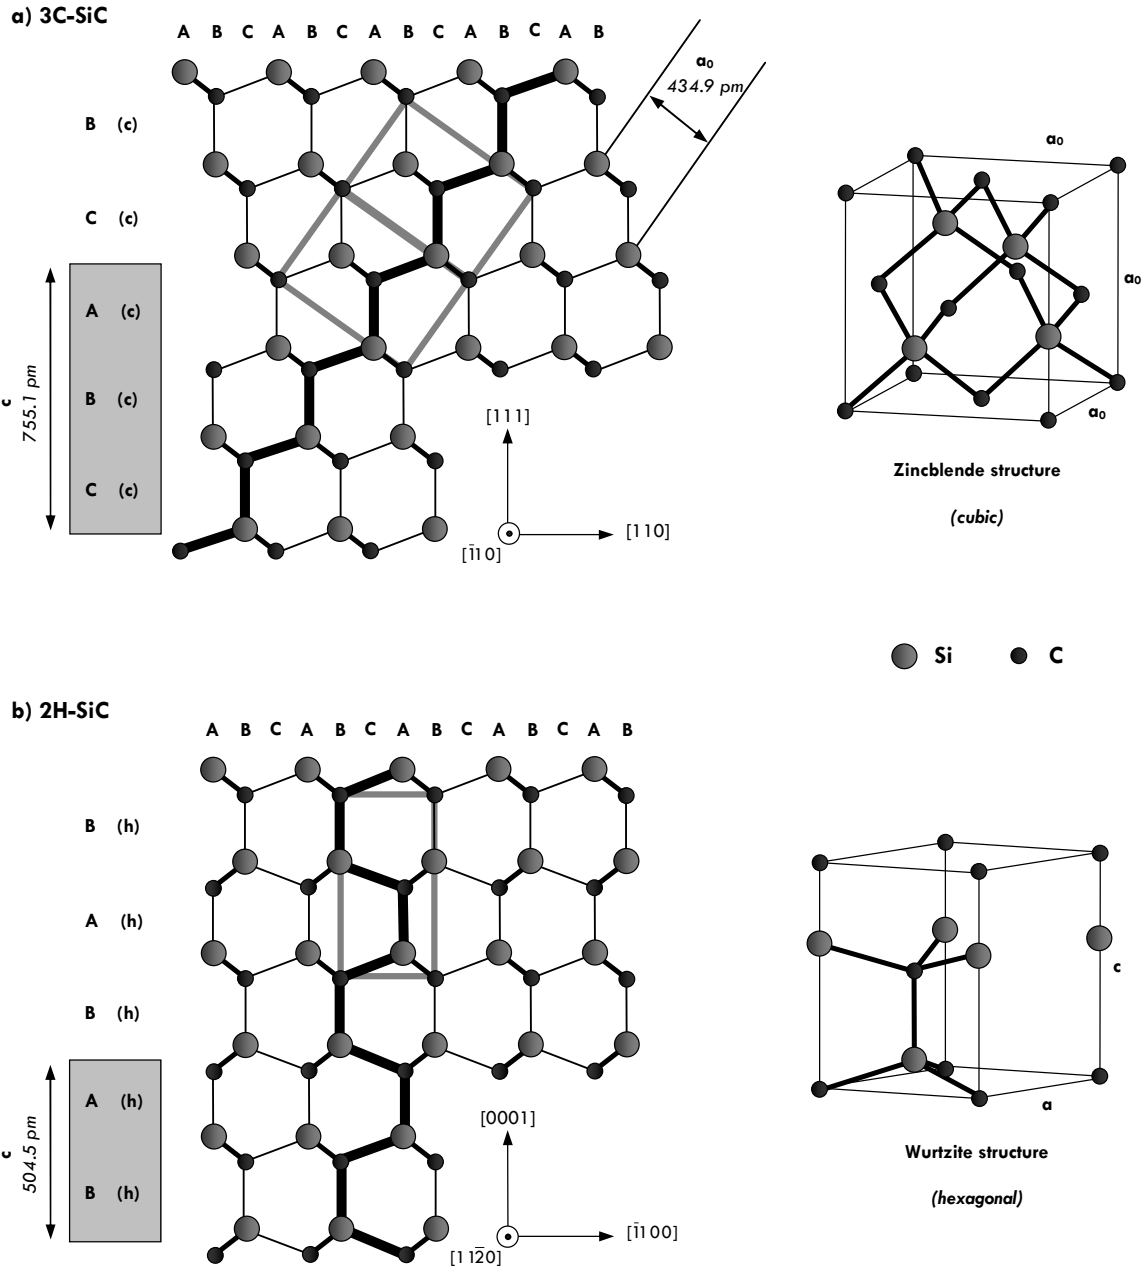 a) 3C-SiC
A B C A B C A B C A B C A B
a₀
434.9 pm
B (c)
C (c)
A (c)
B (c)
C (c)
c
755.1 pm
[111]
[110]
[1̄10]
a₀
a₀
a₀
Zincblende structure
(cubic)
Si C
b) 2H-SiC
A B C A B C A B C A B C A B
B (h)
A (h)
B (h)
A (h)
B (h)
c
504.5 pm
[0001]
[1̄100]
[112̄0]
c
a
Wurtzite structure
(hexagonal)